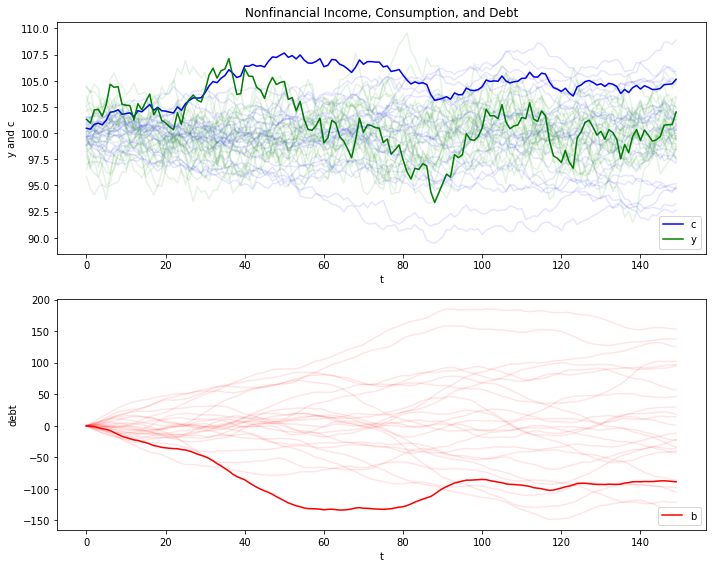 Nonfinancial Income, Consumption, and Debt
110.0
107.5
105.0
102.5
100.0
97.5
95.0
92.5
90.0
y and c
0 20 40 60 80 100 120 140
t
c
y
200
150
100
50
0
−50
−100
−150
debt
0 20 40 60 80 100 120 140
t
b